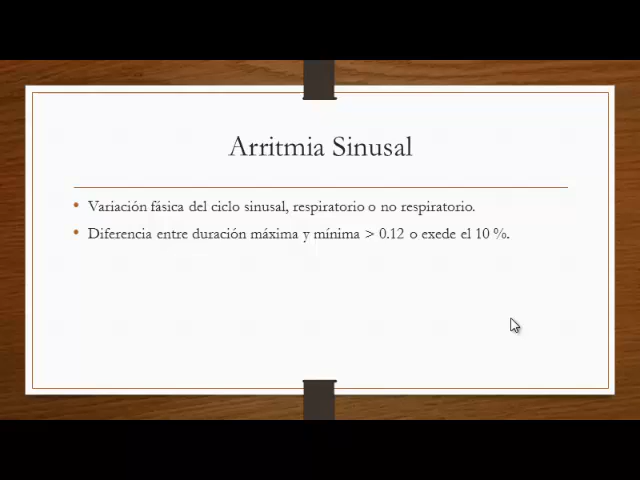 Arritmia Sinusal
• Variación fásica del ciclo sinusal, respiratorio o no respiratorio.
• Diferencia entre duración máxima y mínima > 0.12 o exede el 10 %.